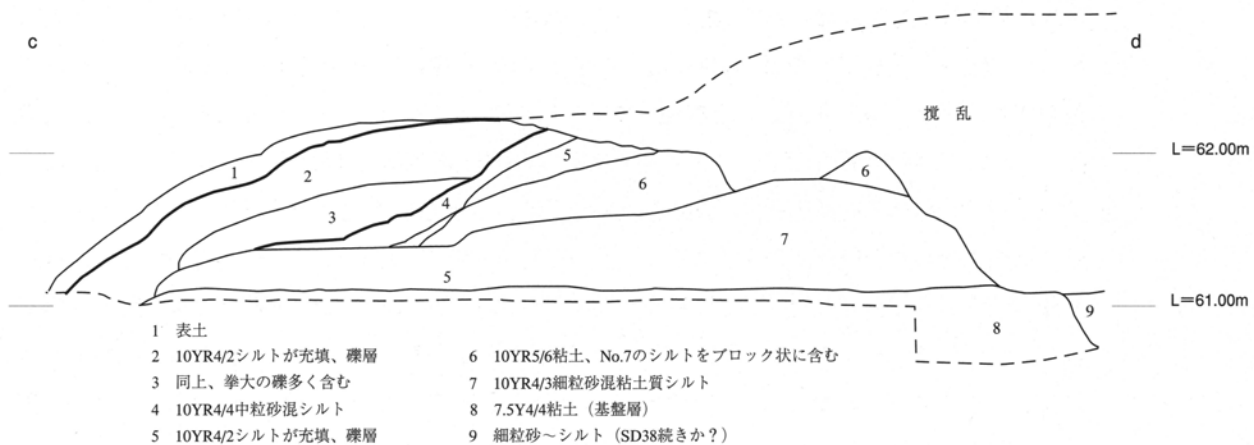 c
d
撹 乱
L=62.00m
1
2
5
6
6
3
4
7
5
L=61.00m
8
9
1 表土
2 10YR4/2シルトが充填、礫層
3 同上、拳大の礫多く含む
4 10YR4/4中粒砂混シルト
5 10YR4/2シルトが充填、礫層
6 10YR5/6粘土、No.7のシルトをブロック状に含む
7 10YR4/3細粒砂混粘土質シルト
8 7.5Y4/4粘土（基盤層）
9 細粒砂～シルト（SD38続きか？）